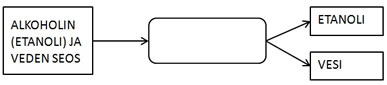 ALKOHOLIN
(ETANOLI) JA
VEDEN SEOS
ETANOLI
VESI